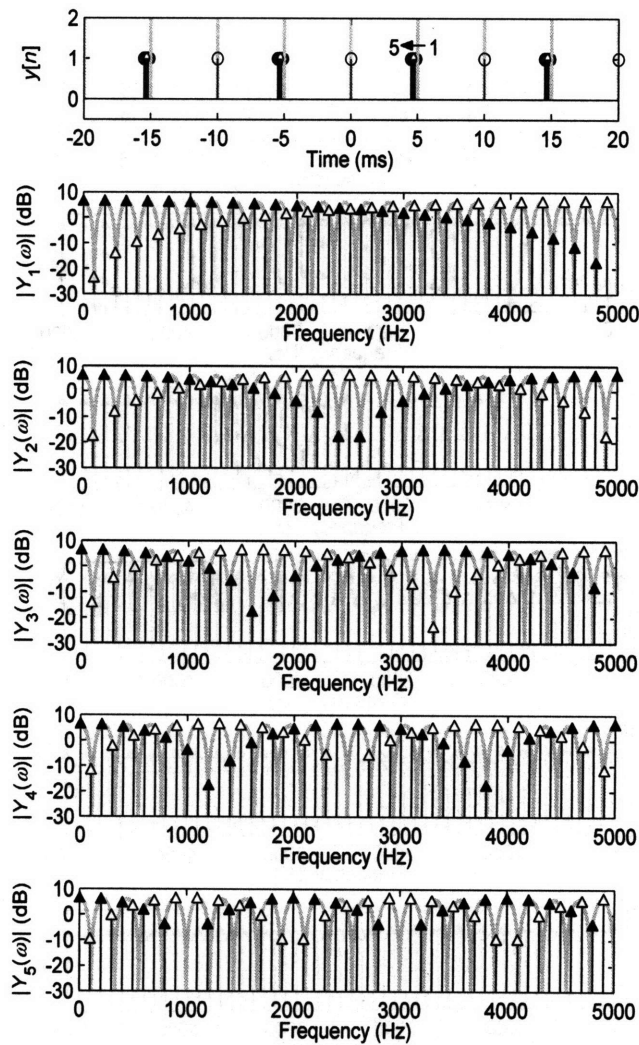 y[n]
2
1
0
5 ← 1
-20 -15 -10 -5 0 5 10 15 20
Time (ms)
|Y1(ω)| (dB)
10
0
-10
-20
-30
0 1000 2000 3000 4000 5000
Frequency (Hz)
|Y2(ω)| (dB)
10
0
-10
-20
-30
0 1000 2000 3000 4000 5000
Frequency (Hz)
|Y3(ω)| (dB)
10
0
-10
-20
-30
0 1000 2000 3000 4000 5000
Frequency (Hz)
|Y4(ω)| (dB)
10
0
-10
-20
-30
0 1000 2000 3000 4000 5000
Frequency (Hz)
|Y5(ω)| (dB)
10
0
-10
-20
-30
0 1000 2000 3000 4000 5000
Frequency (Hz)